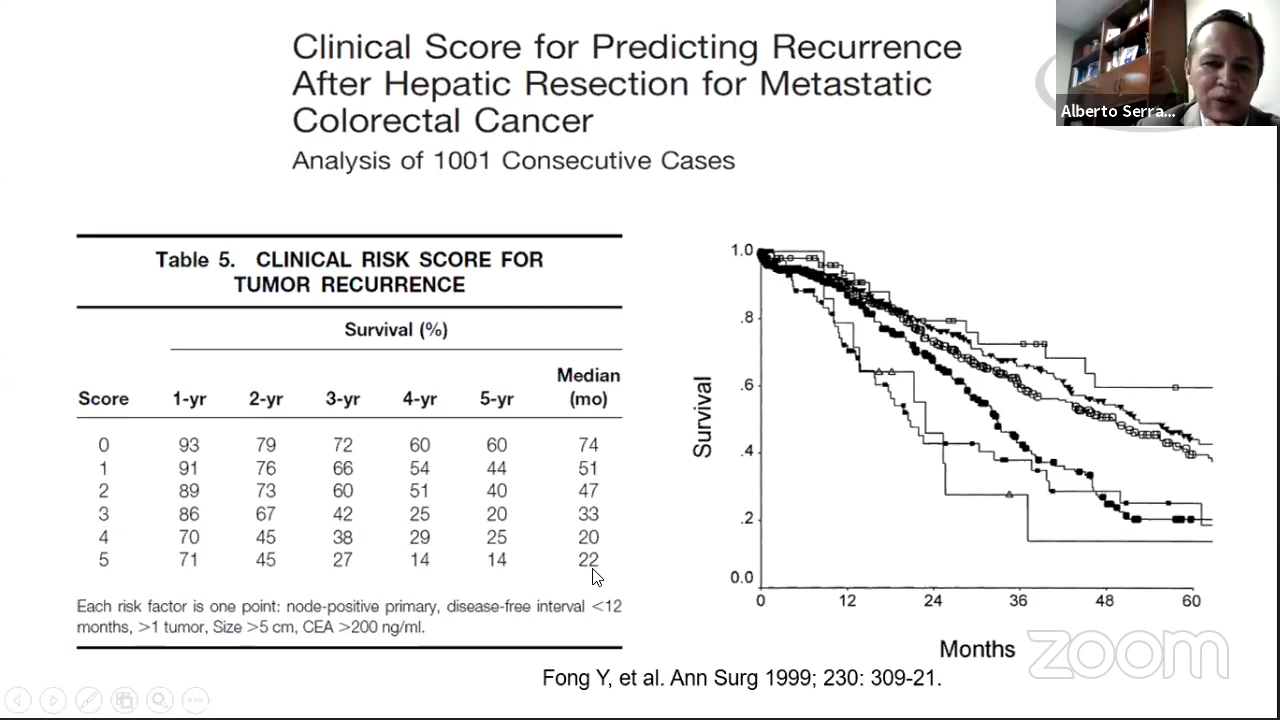 Clinical Score for Predicting Recurrence
After Hepatic Resection for Metastatic
Colorectal Cancer
Analysis of 1001 Consecutive Cases
Alberto Serra...
Table 5. CLINICAL RISK SCORE FOR
TUMOR RECURRENCE
Survival (%)
Median
Score 1-yr 2-yr 3-yr 4-yr 5-yr (mo)
0 93 79 72 60 60 74
1 91 76 66 54 44 51
2 89 73 60 51 40 47
3 86 67 42 25 20 33
4 70 45 38 29 25 20
5 71 45 27 14 14 22
Each risk factor is one point: node-positive primary, disease-free interval <12
months, >1 tumor, Size >5 cm, CEA >200 ng/ml.
1.0
.8
.6
.4
.2
0.0
Survival
0 12 24 36 48 60
Months
zoom
Fong Y, et al. Ann Surg 1999; 230: 309-21.